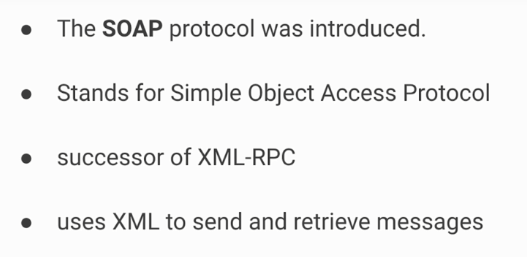 ● The SOAP protocol was introduced.
● Stands for Simple Object Access Protocol
● successor of XML-RPC
● uses XML to send and retrieve messages